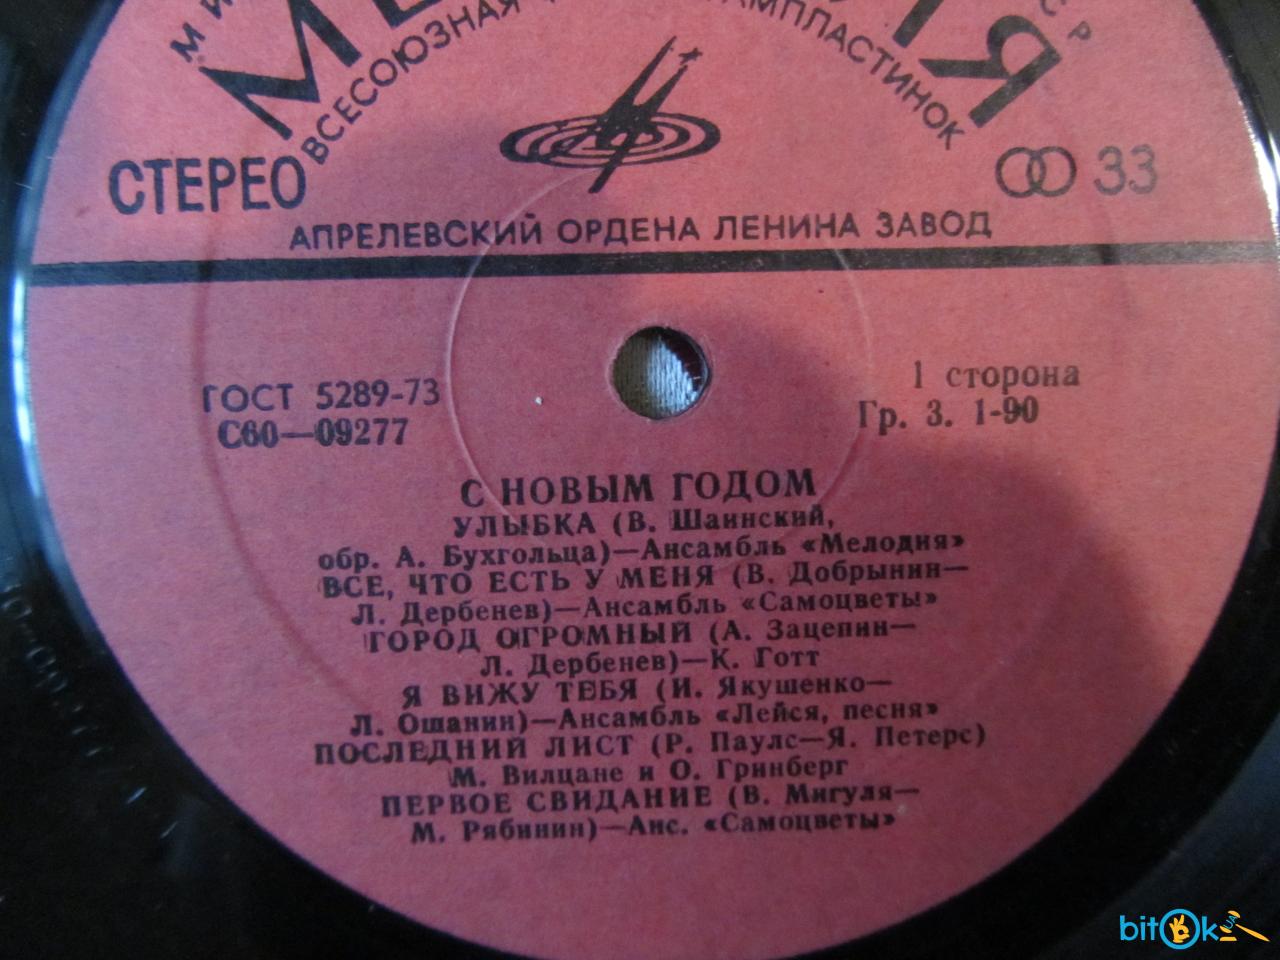 ВСЕСОЮЗНАЯ
СТЕРЕО
33
АПРЕЛЕВСКИЙ ОРДЕНА ЛЕНИНА ЗАВОД
ГОСТ 5289-73
С60—09277
1 сторона
Гр. 3. 1-90
С НОВЫМ ГОДОМ
УЛЫБКА (В. Шаинский,
обр. А. Бухгольца)—Ансамбль «Мелодия»
ВСЕ, ЧТО ЕСТЬ У МЕНЯ (В. Добрынин—
Л. Дербенев)—Ансамбль «Самоцветы»
ГОРОД ОГРОМНЫЙ (А. Зацепин—
Л. Дербенев)—К. Готт
Я ВИЖУ ТЕБЯ (И. Якушенко—
Л. Ошанин)—Ансамбль «Лейся, песня»
ПОСЛЕДНИЙ ЛИСТ (Р. Паулс—Я. Петерс)
М. Вилцане и О. Гринберг
ПЕРВОЕ СВИДАНИЕ (В. Мигуля—
М. Рябинин)—Анс. «Самоцветы»
bitOk UA